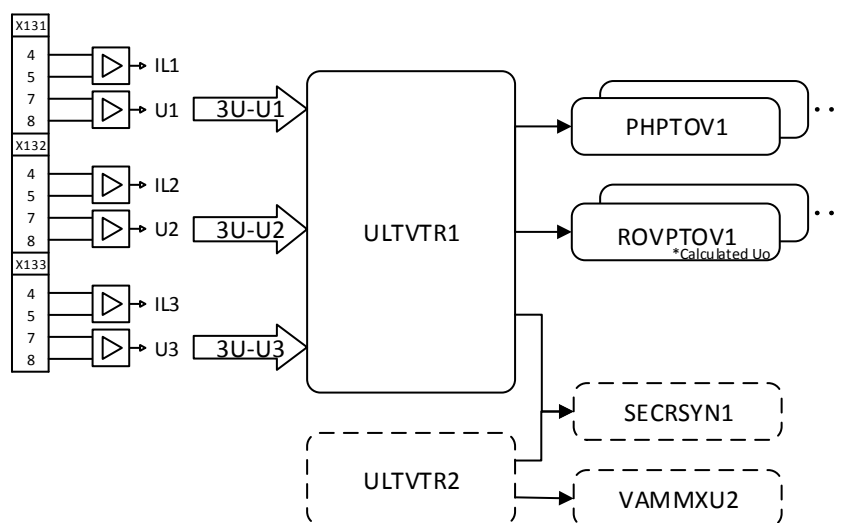 X131
4
5
IL1
7
8
U1
3U-U1
X132
4
5
IL2
7
8
U2
3U-U2
X133
4
5
IL3
7
8
U3
3U-U3
ULTVTR1
PHPTOV1
..
ROVPTOV1
*Calculated Uo
..
SECRSYN1
ULTVTR2
VAMMXU2